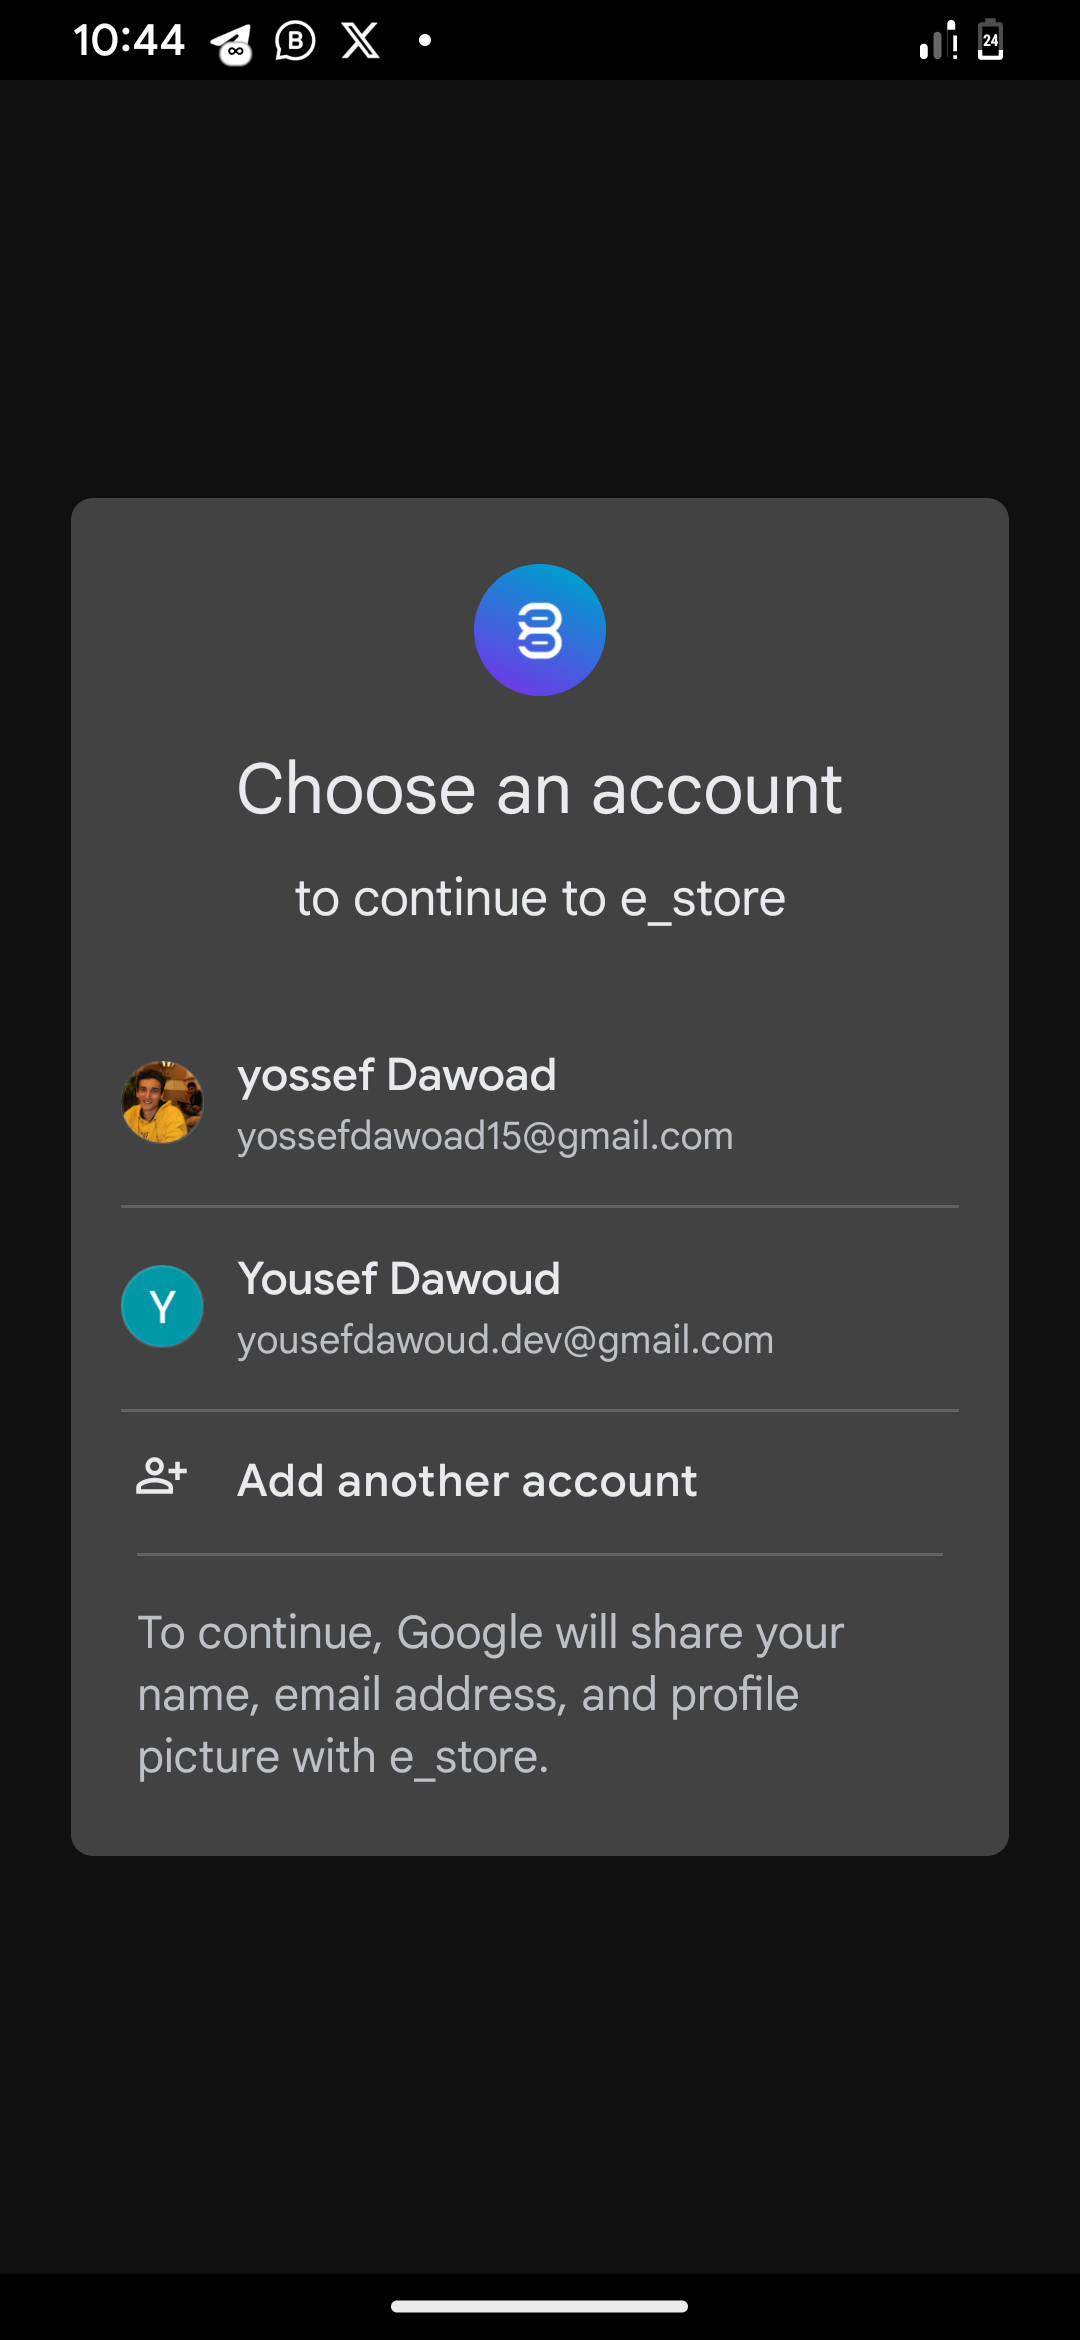 10:44
24
Choose an account
to continue to e_store
yossef Dawoad
yossefdawoad15@gmail.com
Y
Yousef Dawoud
yousefdawoud.dev@gmail.com
Add another account
To continue, Google will share your
name, email address, and profile
picture with e_store.